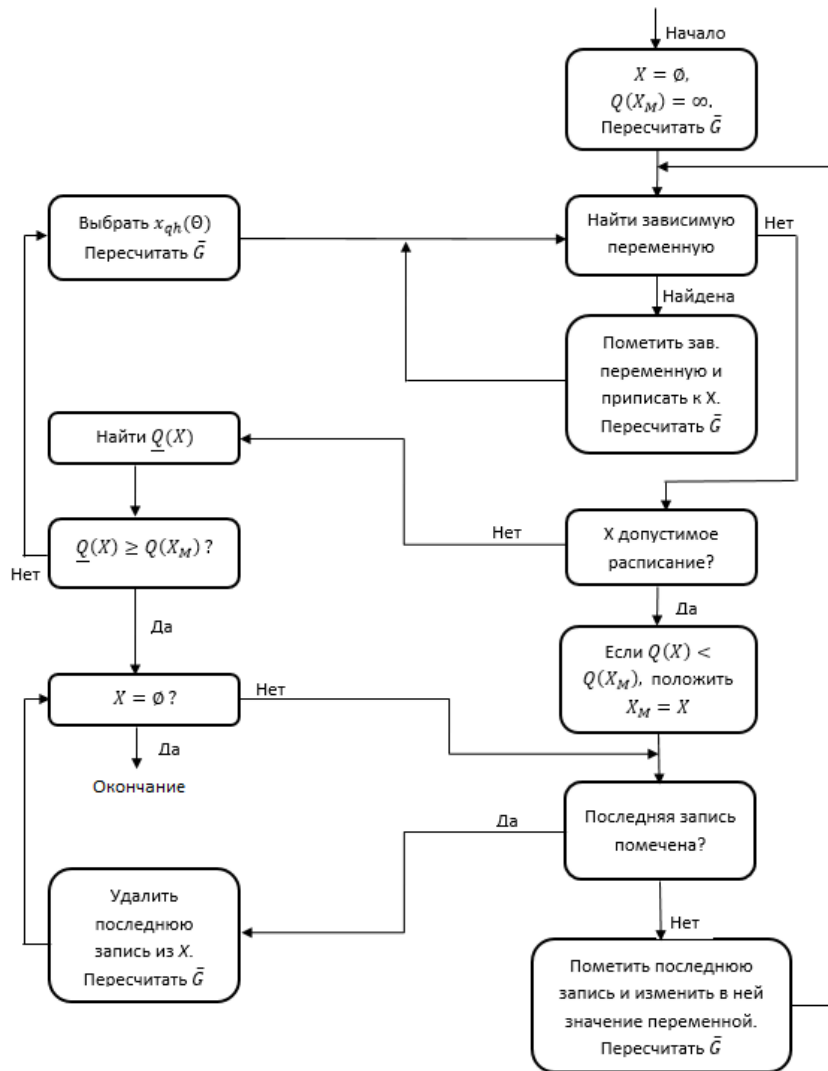 Начало
X = ∅,
Q(X_M) = ∞.
Пересчитать Ḡ
Выбрать x_{qh}(Θ)
Пересчитать Ḡ
Найти зависимую
переменную
Нет
Найдена
Пометить зав.
переменную и
приписать к X.
Пересчитать Ḡ
Найти Q̲(X)
Нет
X допустимое
расписание?
Q̲(X) ≥ Q(X_M) ?
Нет
Да
Да
Если Q(X) <
Q(X_M), положить
X_M = X
X = ∅ ?
Нет
Да
Окончание
Да
Последняя запись
помечена?
Удалить
последнюю
запись из X.
Пересчитать Ḡ
Нет
Пометить последнюю
запись и изменить в ней
значение переменной.
Пересчитать Ḡ